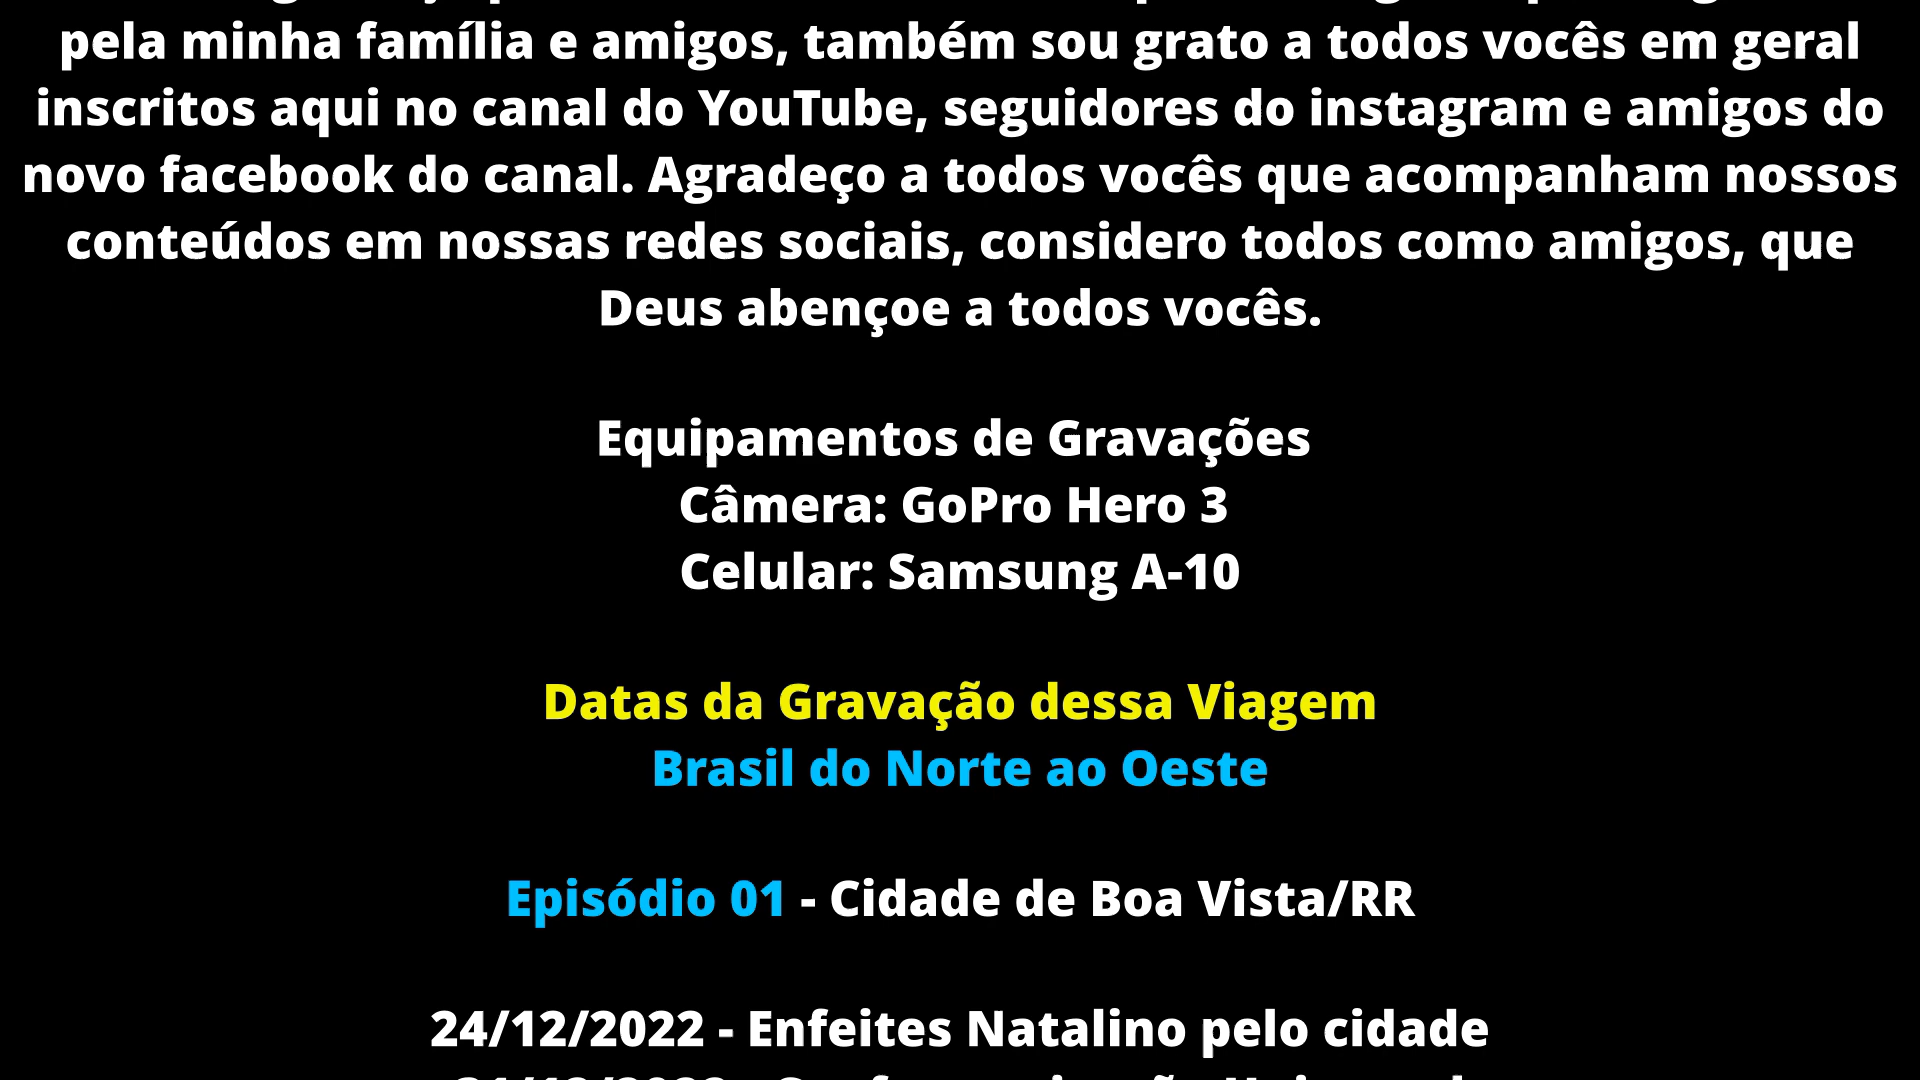 pela minha família e amigos, também sou grato a todos vocês em geral
inscritos aqui no canal do YouTube, seguidores do instagram e amigos do
novo facebook do canal. Agradeço a todos vocês que acompanham nossos
conteúdos em nossas redes sociais, considero todos como amigos, que
Deus abençoe a todos vocês.
Equipamentos de Gravações
Câmera: GoPro Hero 3
Celular: Samsung A-10
Datas da Gravação dessa Viagem
Brasil do Norte ao Oeste
Episódio 01 - Cidade de Boa Vista/RR
24/12/2022 - Enfeites Natalino pelo cidade